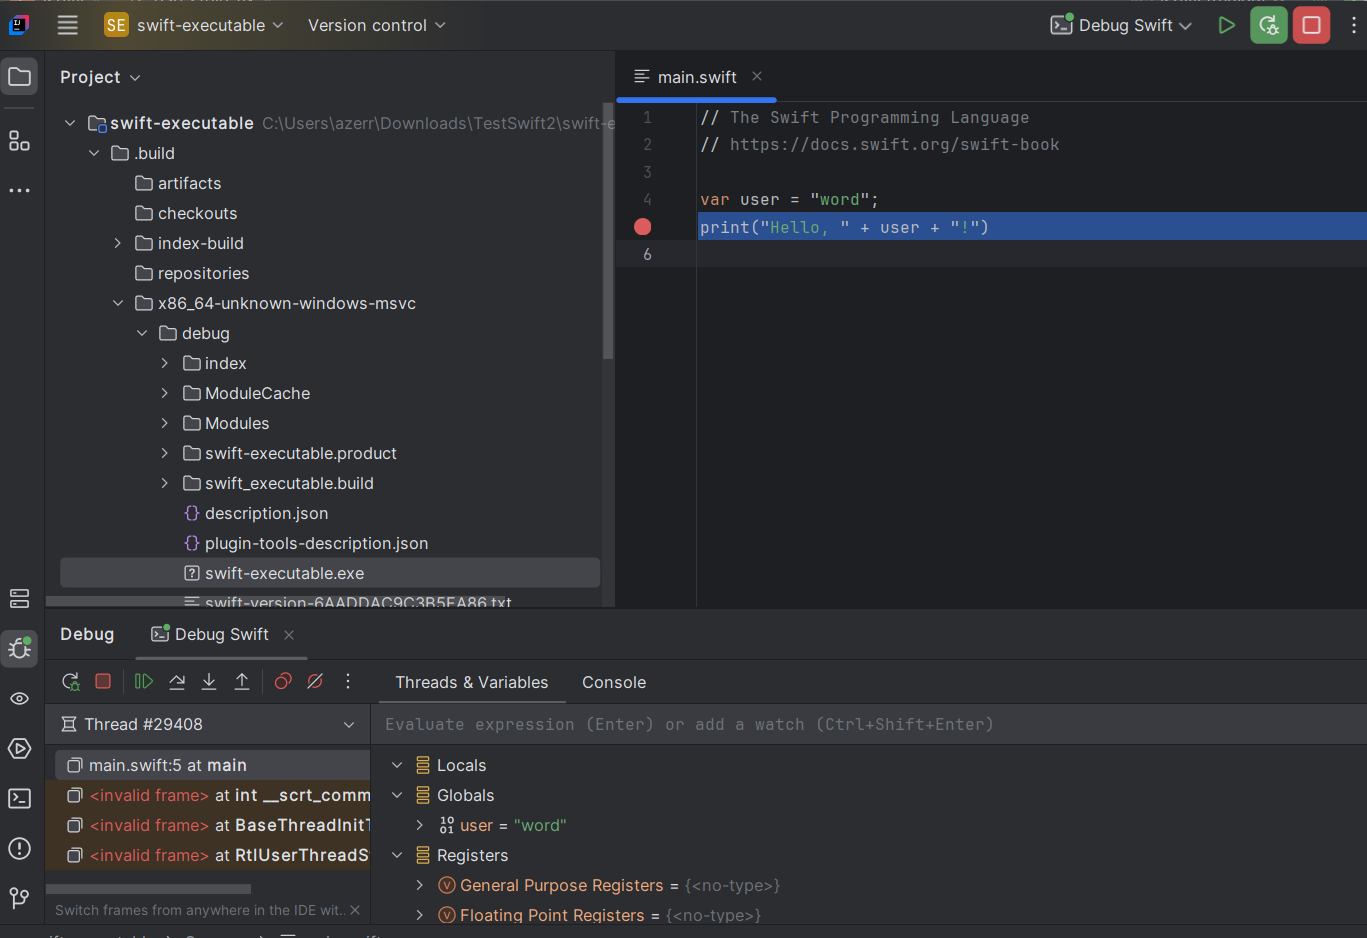 SE swift-executable Version control Debug Swift
Project
main.swift
swift-executable C:\Users\azerr\Downloads\TestSwift2\swift-e
.build
artifacts
checkouts
index-build
repositories
x86_64-unknown-windows-msvc
debug
index
ModuleCache
Modules
swift-executable.product
swift_executable.build
description.json
plugin-tools-description.json
swift-executable.exe
swift-version-6AADDAC9C3B5EA86.txt
1 // The Swift Programming Language
2 // https://docs.swift.org/swift-book
3
4 var user = "word";
print("Hello, " + user + "!")
6
Debug Debug Swift
Threads & Variables Console
Thread #29408
Evaluate expression (Enter) or add a watch (Ctrl+Shift+Enter)
main.swift:5 at main
<invalid frame> at int __scrt_comm
<invalid frame> at BaseThreadInitT
<invalid frame> at RtlUserThreadS
Switch frames from anywhere in the IDE wit..
Locals
Globals
10
01 user = "word"
Registers
V General Purpose Registers = {<no-type>}
V Floating Point Registers = {<no-type>}